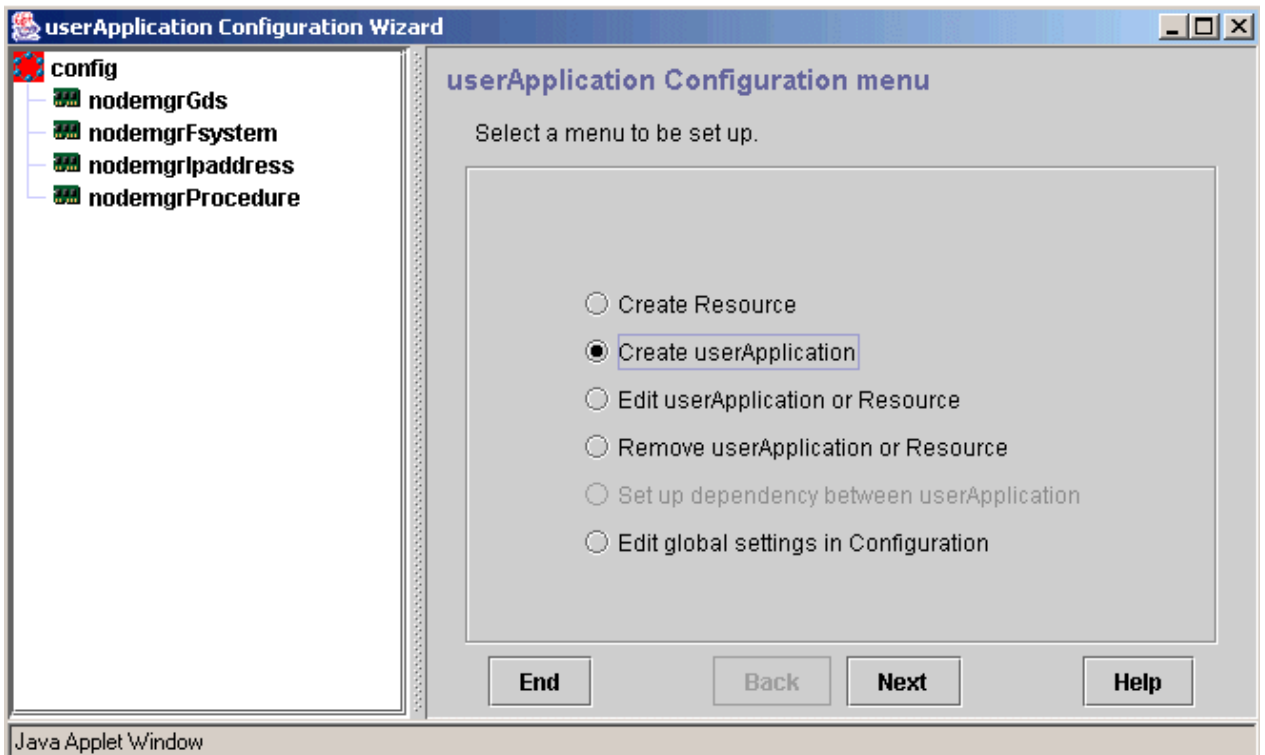 userApplication Configuration Wizard
config
nodemgrGds
nodemgrFsystem
nodemgrIpaddress
nodemgrProcedure
userApplication Configuration menu
Select a menu to be set up.
Create Resource
Create userApplication
Edit userApplication or Resource
Remove userApplication or Resource
Set up dependency between userApplication
Edit global settings in Configuration
End
Back
Next
Help
Java Applet Window